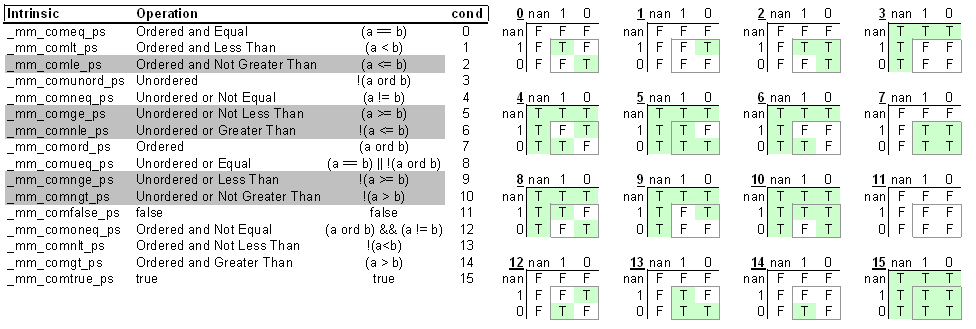 Intrinsic Operation cond
_mm_comeq_ps Ordered and Equal (a == b) 0
_mm_comlt_ps Ordered and Less Than (a < b) 1
_mm_comle_ps Ordered and Not Greater Than (a <= b) 2
_mm_comunord_ps Unordered !(a ord b) 3
_mm_comneq_ps Unordered or Not Equal (a != b) 4
_mm_comge_ps Unordered or Not Less Than (a >= b) 5
_mm_comnle_ps Unordered or Greater Than !(a <= b) 6
_mm_comord_ps Ordered (a ord b) 7
_mm_comueq_ps Unordered or Equal (a == b) || !(a ord b) 8
_mm_comnge_ps Unordered or Less Than !(a >= b) 9
_mm_comngt_ps Unordered or Not Greater Than !(a > b) 10
_mm_comfalse_ps false false 11
_mm_comoneq_ps Ordered and Not Equal (a ord b) && (a != b) 12
_mm_comnlt_ps Ordered and Not Less Than !(a<b) 13
_mm_comgt_ps Ordered and Greater Than (a > b) 14
_mm_comtrue_ps true true 15
0 nan 1 0
nan F F F
1 F T F
0 F F T
1 nan 1 0
nan F F F
1 F F T
0 F F F
2 nan 1 0
nan F F F
1 F T T
0 F F T
3 nan 1 0
nan T T T
1 T F F
0 T F F
4 nan 1 0
nan T T T
1 T F T
0 T T F
5 nan 1 0
nan T T T
1 T T F
0 T T T
6 nan 1 0
nan T T T
1 T F F
0 T T F
7 nan 1 0
nan F F F
1 F T T
0 F T T
8 nan 1 0
nan T T T
1 T T F
0 T F T
9 nan 1 0
nan T T T
1 T F T
0 T F F
10 nan 1 0
nan T T T
1 T T T
0 T F T
11 nan 1 0
nan F F F
1 F F F
0 F F F
12 nan 1 0
nan F F F
1 F F T
0 F T F
13 nan 1 0
nan F F F
1 F T F
0 F T T
14 nan 1 0
nan F F F
1 F F F
0 F T F
15 nan 1 0
nan T T T
1 T T T
0 T T T